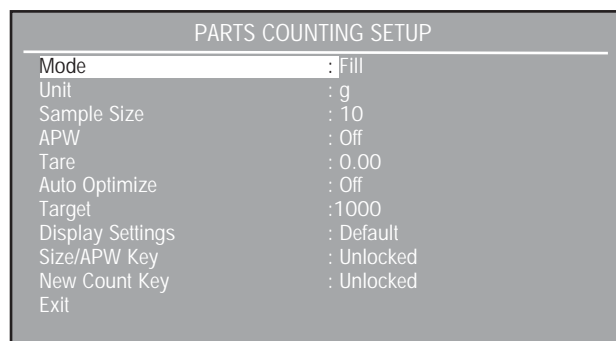 PARTS COUNTING SETUP
Mode : Fill
Unit : g
Sample Size : 10
APW : Off
Tare : 0.00
Auto Optimize : Off
Target :1000
Display Settings : Default
Size/APW Key : Unlocked
New Count Key : Unlocked
Exit